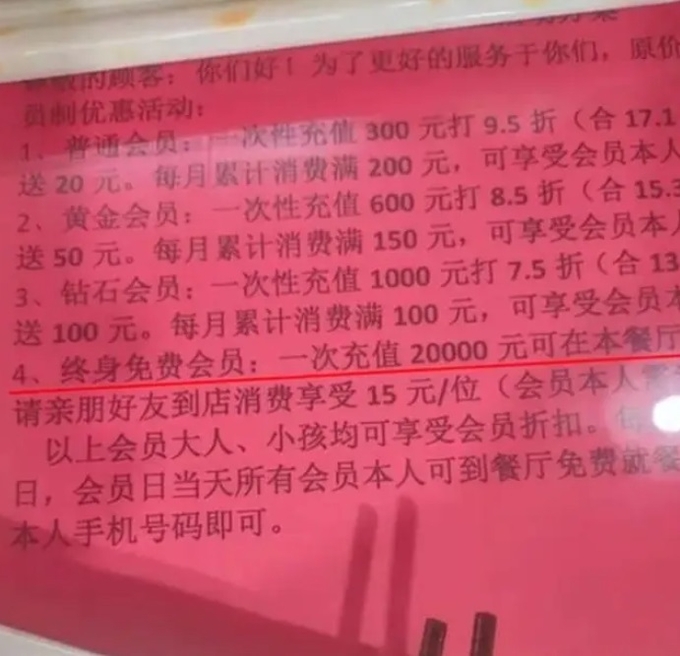 的顾客：你们好！为了更好的服务于你们，原价
员制优惠活动：
1、普通会员：一次性充值 300 元打 9.5 折（合 17.1
送 20 元。每月累计消费满 200 元，可享受会员本人
2、黄金会员：一次性充值 600 元打 8.5 折（合 15.3
送 50 元。每月累计消费满 150 元，可享受会员本人
3、钻石会员：一次性充值 1000 元打 7.5 折（合 13
送 100 元。每月累计消费满 100 元，可享受会员本
4、终身免费会员：一次充值 20000 元可在本餐厅
请亲朋好友到店消费享受 15 元/位（会员本人需
以上会员大人、小孩均可享受会员折扣。每
日，会员日当天所有会员本人可到餐厅免费就餐
本人手机号码即可。